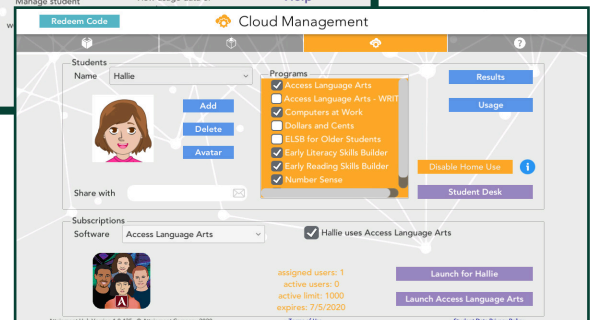 Manage student
Redeem Code
Cloud Management
?
Students
Name Hallie
Add
Delete
Avatar
Share with
Programs
Access Language Arts
Access Language Arts - WRIT
Computers at Work
Dollars and Cents
ELSB for Older Students
Early Literacy Skills Builder
Early Reading Skills Builder
Number Sense
Results
Usage
Disable Home Use i
Student Desk
Subscriptions
Software Access Language Arts
Hallie uses Access Language Arts
A
assigned users: 1
active users: 0
active limit: 1000
expires: 7/5/2020
Launch for Hallie
Launch Access Language Arts